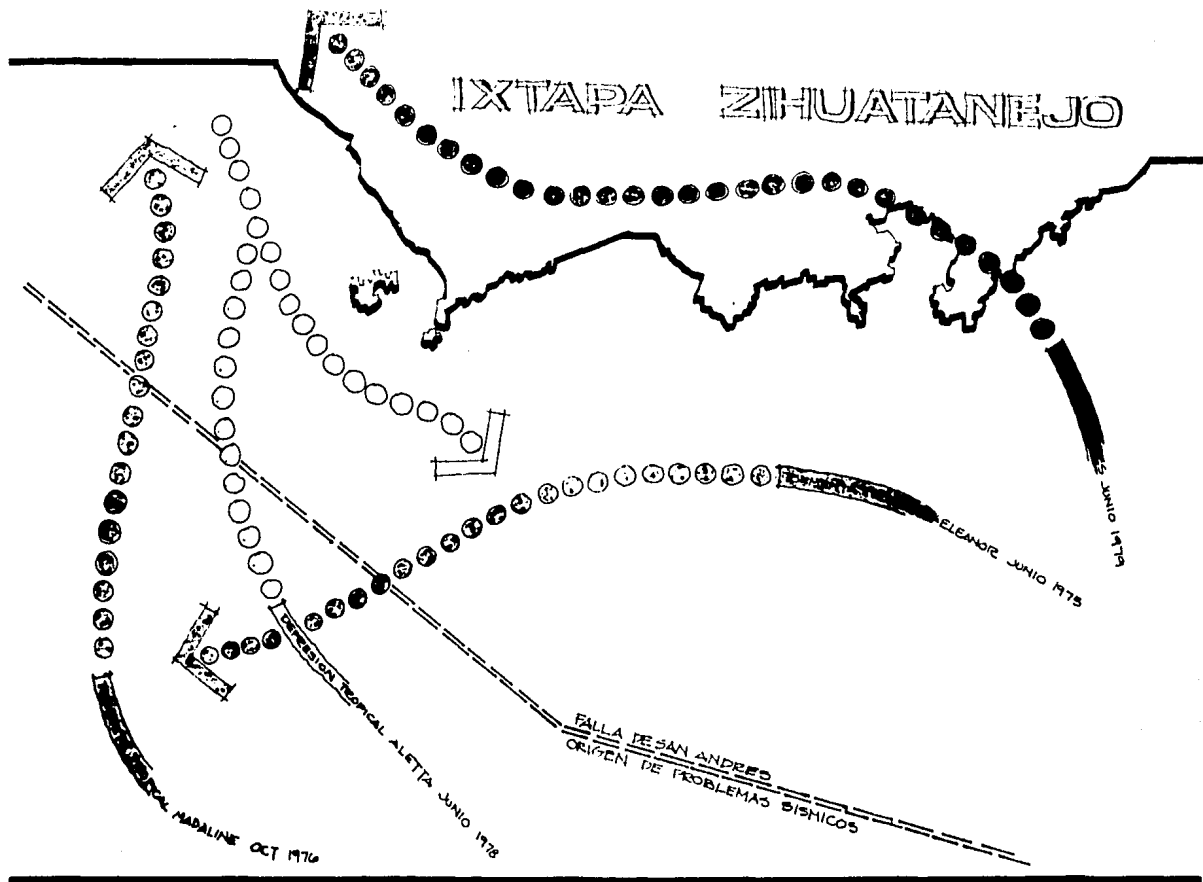 IXTAPA ZIHUATANEJO
S JUNIO 1979
ELEANOR JUNIO 1975
DEPRESION TROPICAL ALETTA JUNIO 1978
FALLA DE SAN ANDRES
ORIGEN DE PROBLEMAS SISMICOS
MADALINE OCT 1976